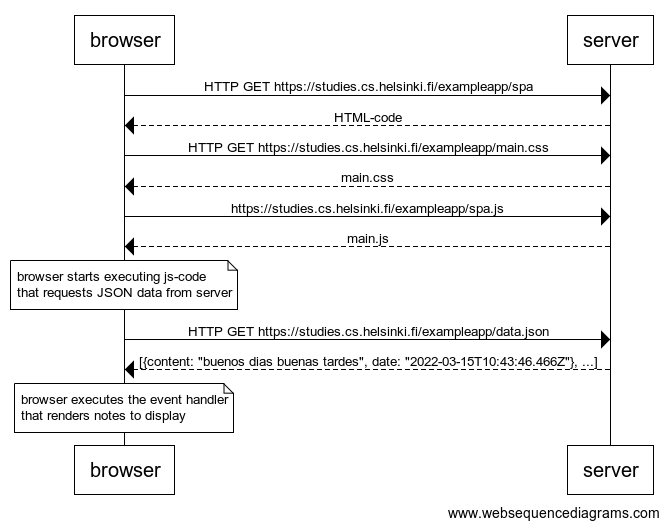 browser server
HTTP GET https://studies.cs.helsinki.fi/exampleapp/spa
HTML-code
HTTP GET https://studies.cs.helsinki.fi/exampleapp/main.css
main.css
https://studies.cs.helsinki.fi/exampleapp/spa.js
main.js
browser starts executing js-code
that requests JSON data from server
HTTP GET https://studies.cs.helsinki.fi/exampleapp/data.json
[{content: "buenos dias buenas tardes", date: "2022-03-15T10:43:46.466Z"}, ...]
browser executes the event handler
that renders notes to display
browser server
www.websequencediagrams.com